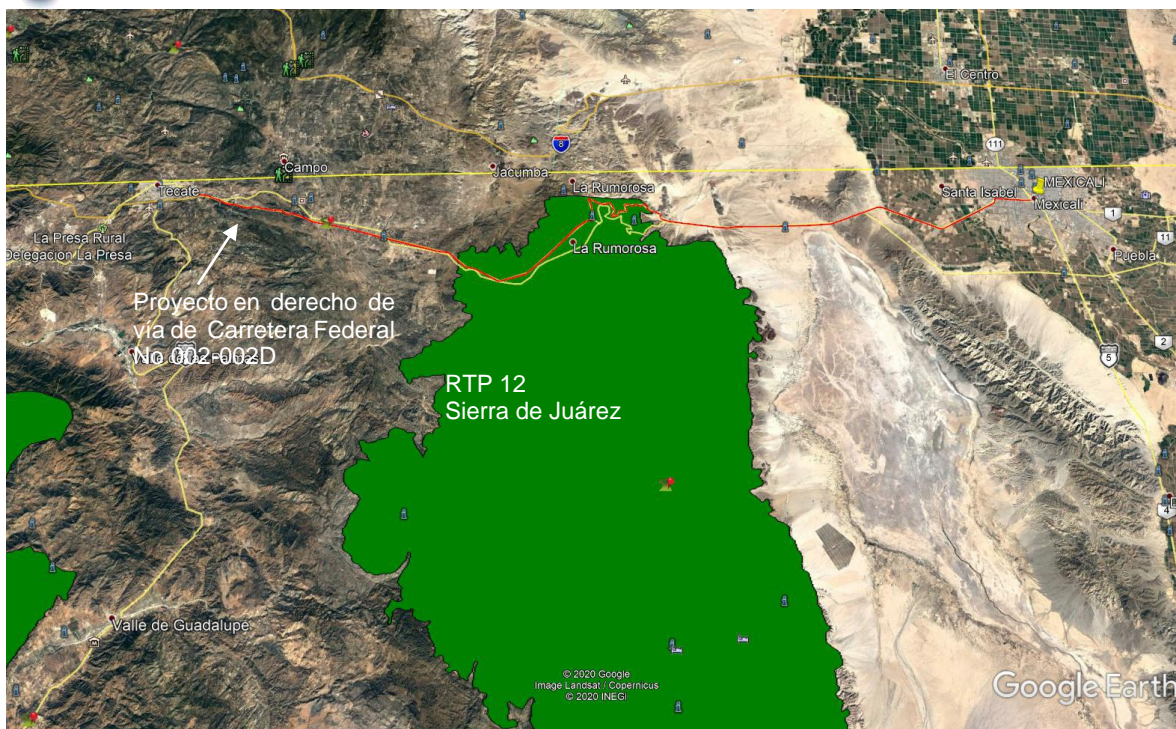 El Centro
8
111
Campo
Jacumba
Tecate
La Rumorosa
Santa Isabel
MEXICALI
Mexicali
1
La Presa Rural
Delegación La Presa
La Rumorosa
11
Puebla
Proyecto en derecho de
vía de Carretera Federal
No 002-002D
2
5
RTP 12
Sierra de Juárez
4
Valle de Guadalupe
© 2020 Google
Image Landsat / Copernicus
© 2020 INEGI
Google Earth